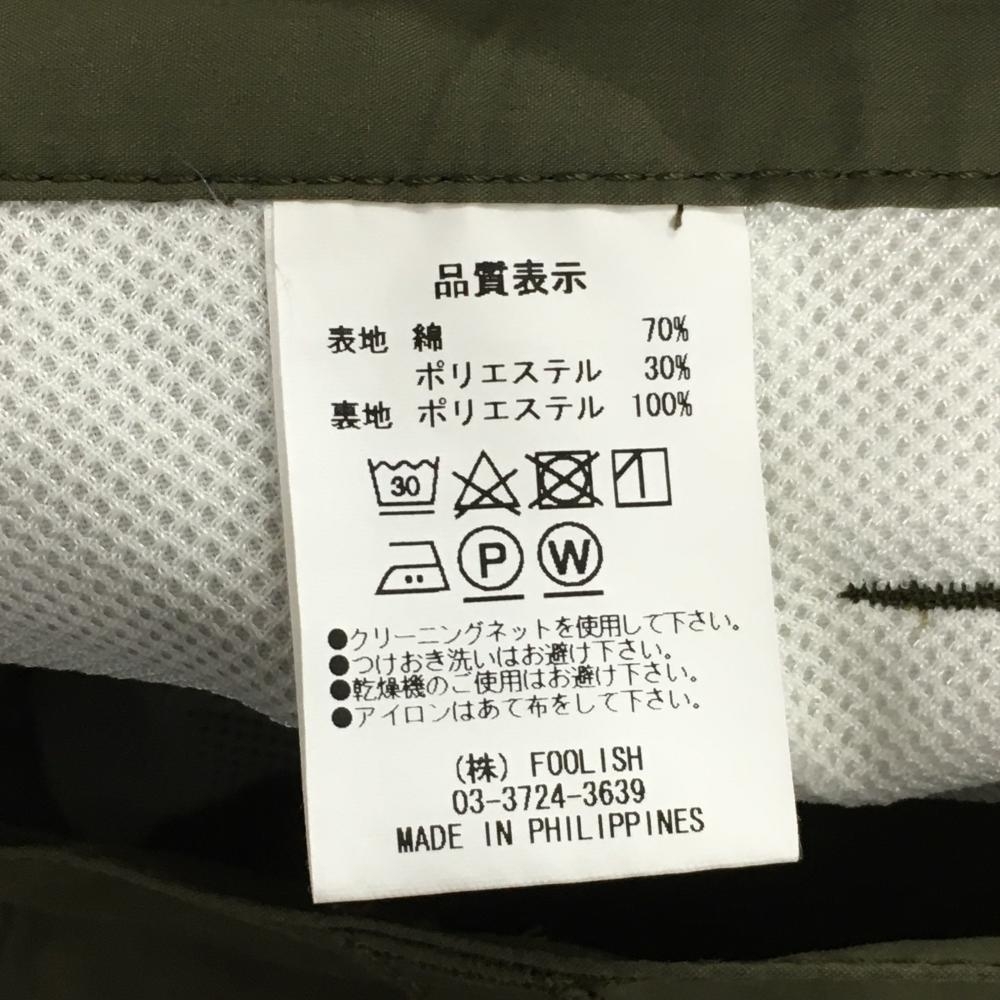 品質表示
表地 綿 70%
ポリエステル 30%
裏地 ポリエステル 100%
30
P W
●クリーニングネットを使用して下さい。
●つけおき洗いはお避け下さい。
●乾燥機のご使用はお避け下さい。
●アイロンはあて布をして下さい。
(株) FOOLISH
03-3724-3639
MADE IN PHILIPPINES